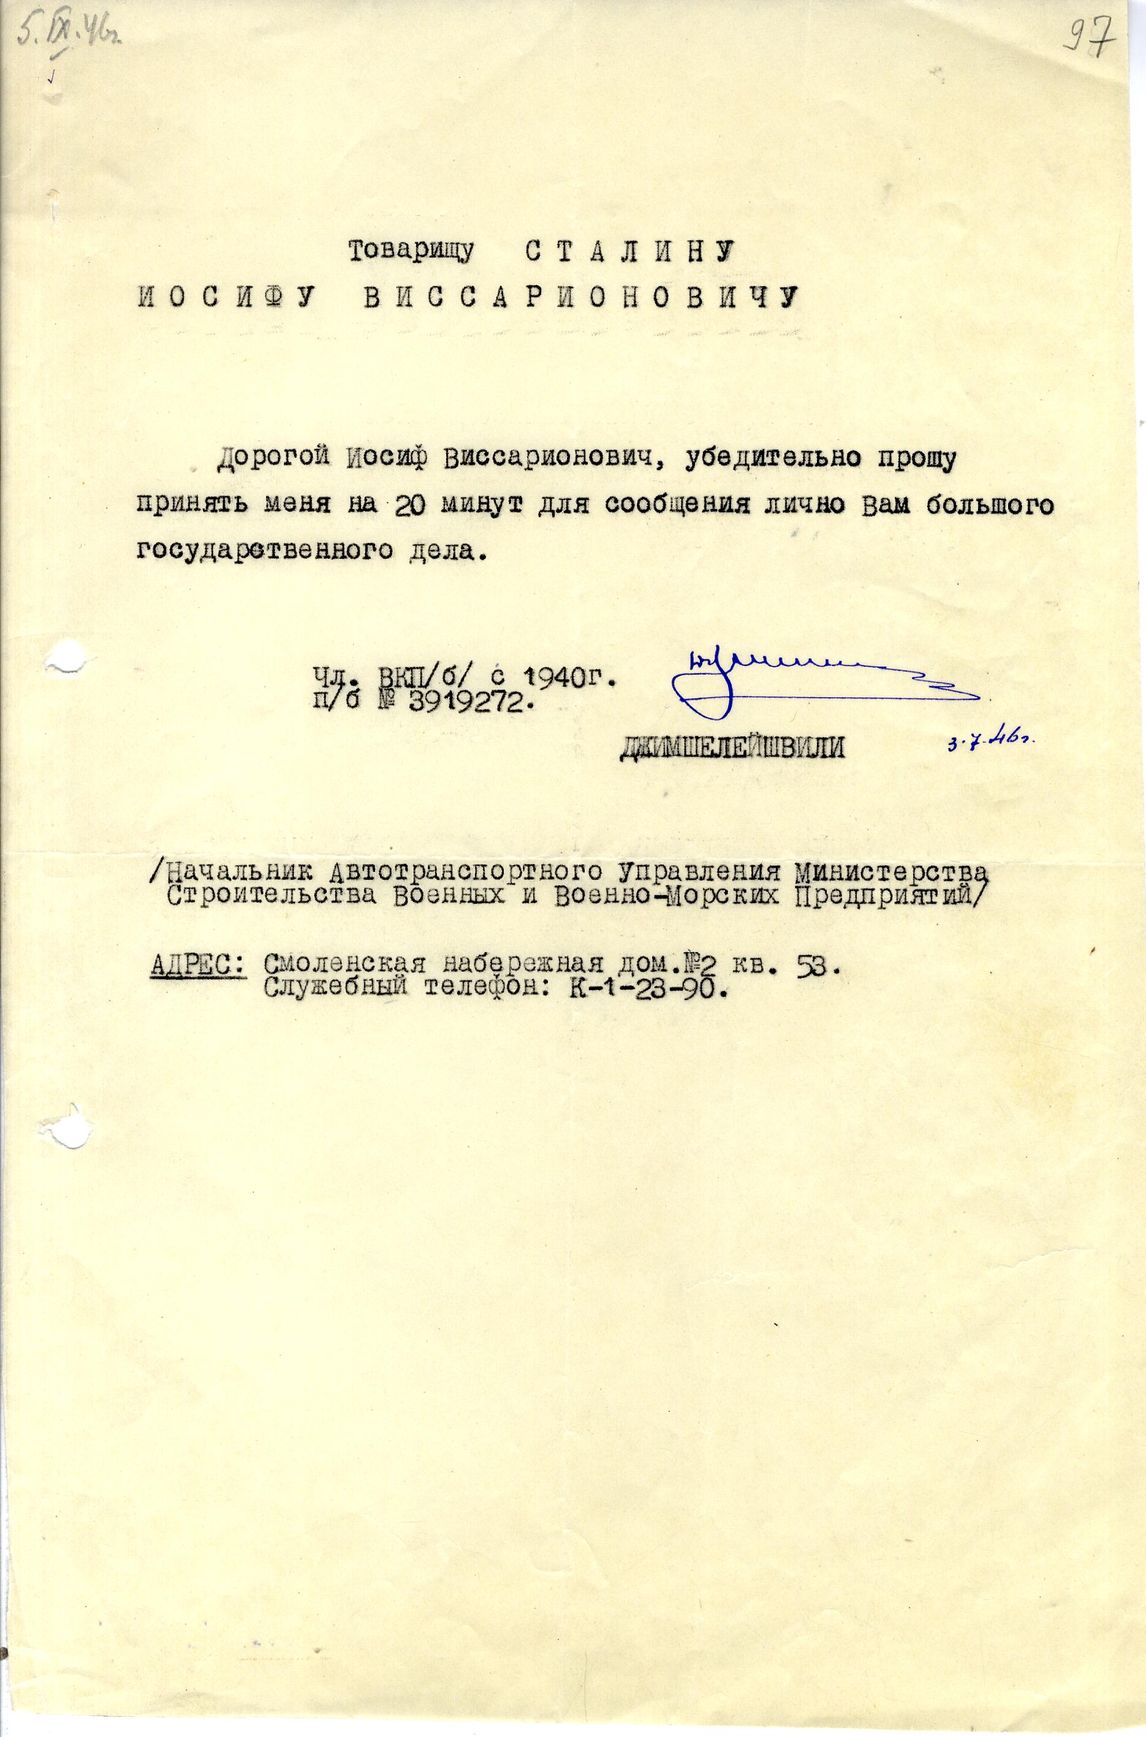 5.IX.46г.
97
Товарищу СТАЛИНУ
ИОСИФУ ВИССАРИОНОВИЧУ
Дорогой Иосиф Виссарионович, убедительно прошу
принять меня на 20 минут для сообщения лично Вам большого
государственного дела.
Чл. ВКП/б/ с 1940г.
п/б № 3919272.
ДЖИМШЕЛЕЙШВИЛИ
3.7.46г.
/Начальник Автотранспортного Управления Министерства
Строительства Военных и Военно-Морских Предприятий/
АДРЕС: Смоленская набережная дом.№2 кв. 53.
Служебный телефон: К-1-23-90.